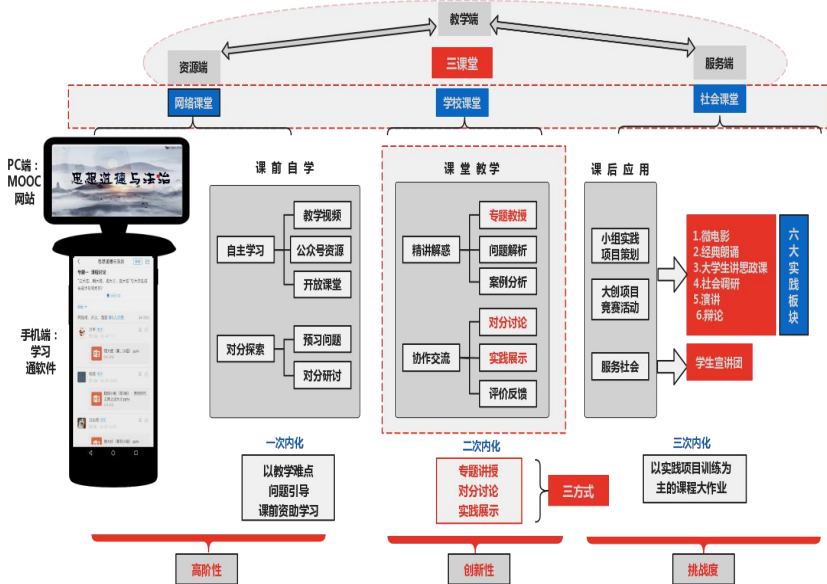 教学端
资源端
三课堂
服务端
网络课堂
学校课堂
社会课堂
PC端：
MOOC
网站
思想道德与法治
手机端：
学习
通软件
课前自学
自主学习
教学视频
公众号资源
开放课堂
对分探索
预习问题
对分研讨
课堂教学
精讲解惑
专题教授
问题解析
案例分析
协作交流
对分讨论
实践展示
评价反馈
课后应用
小组实践
项目策划
大创项目
竞赛活动
服务社会
1.微电影
2.经典朗诵
3.大学生讲思政课
4.社会调研
5.演讲
6.辩论
六大实践板块
学生宣讲团
一次内化
以教学难点
问题引导
课前资助学习
二次内化
专题讲授
对分讨论
实践展示
三方式
三次内化
以实践项目训练为
主的课程大作业
高阶性
创新性
挑战度